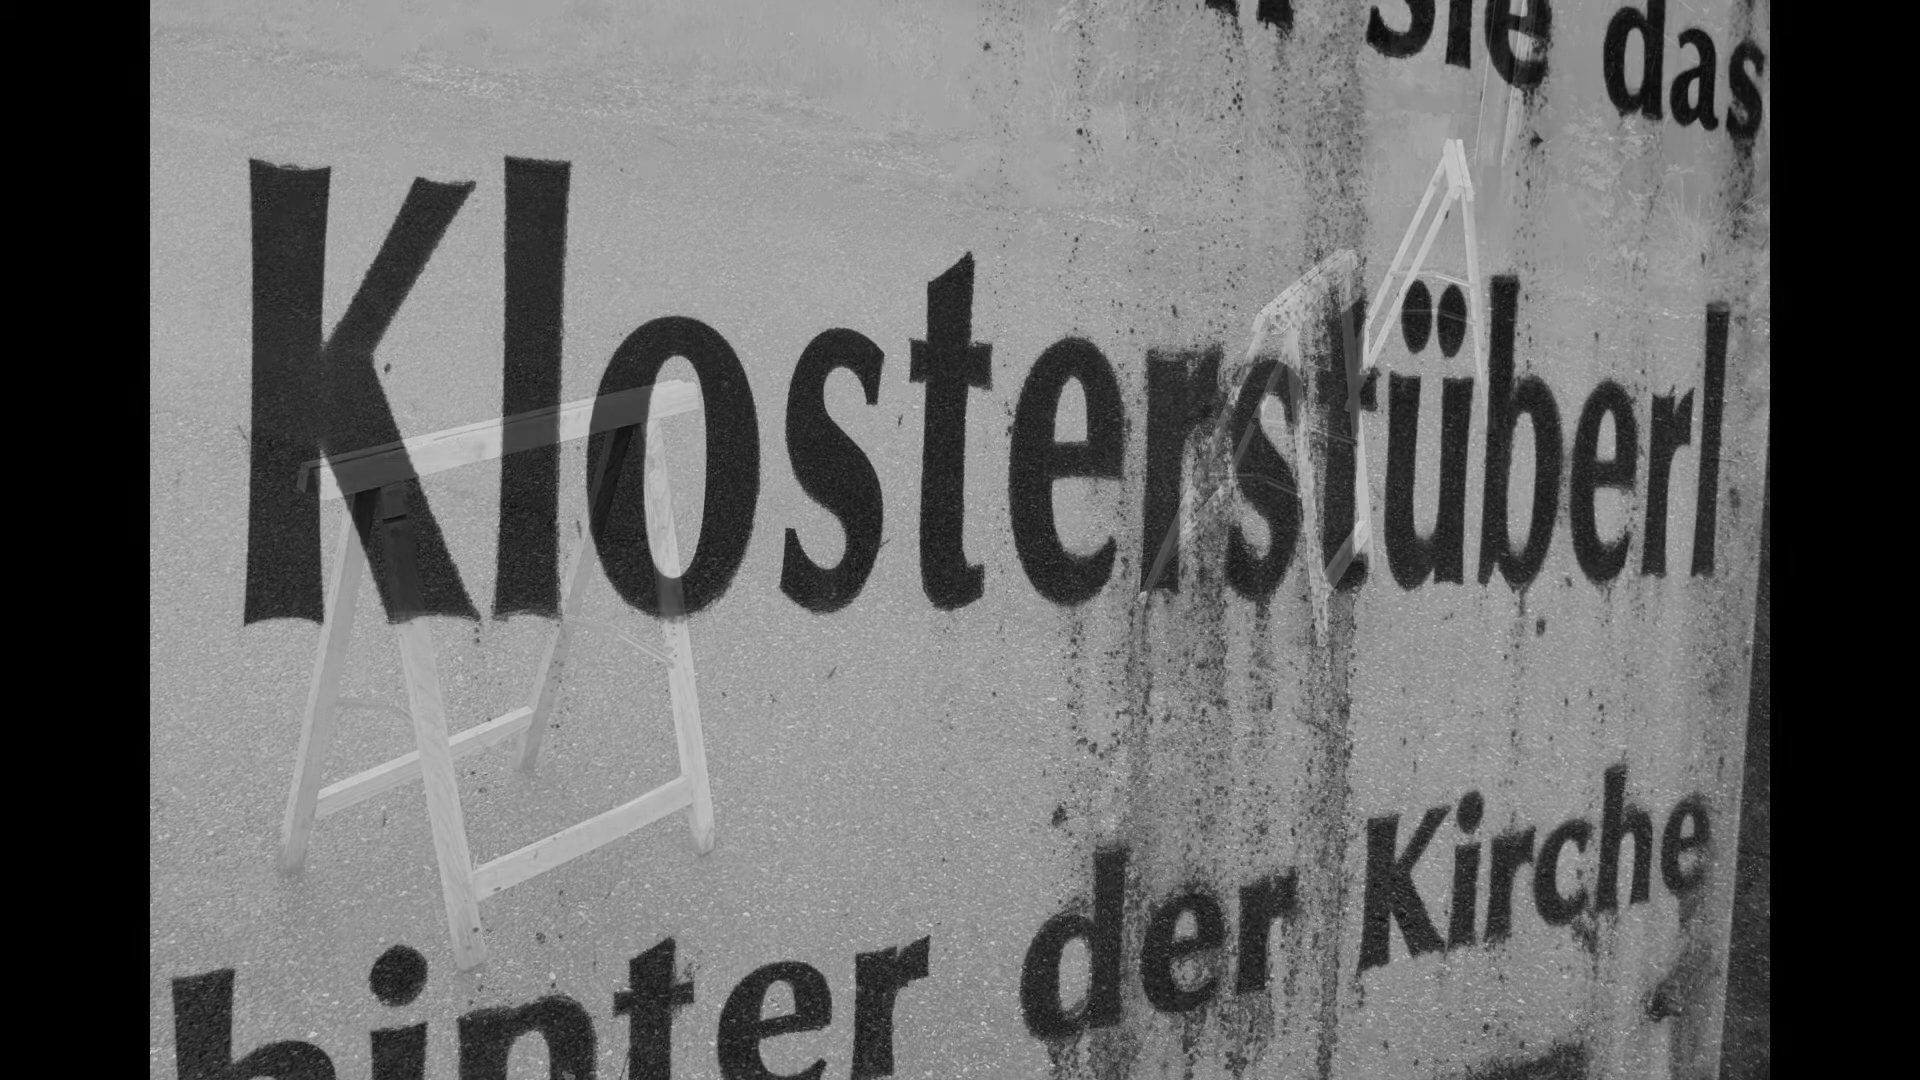 Sie das
Klosterstüberl
hinter der Kirche